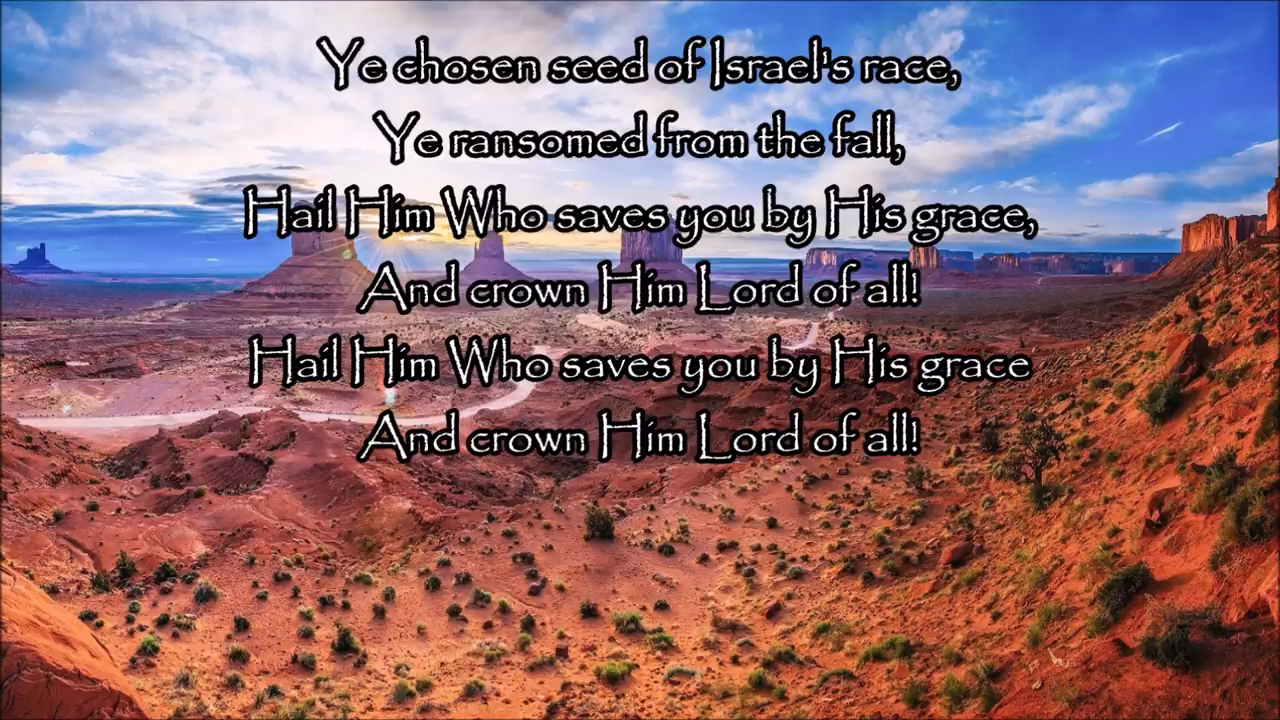 Ye chosen seed of Israel's race,
Ye ransomed from the fall,
Hail Him Who saves you by His grace,
And crown Him Lord of all!
Hail Him Who saves you by His grace
And crown Him Lord of all!